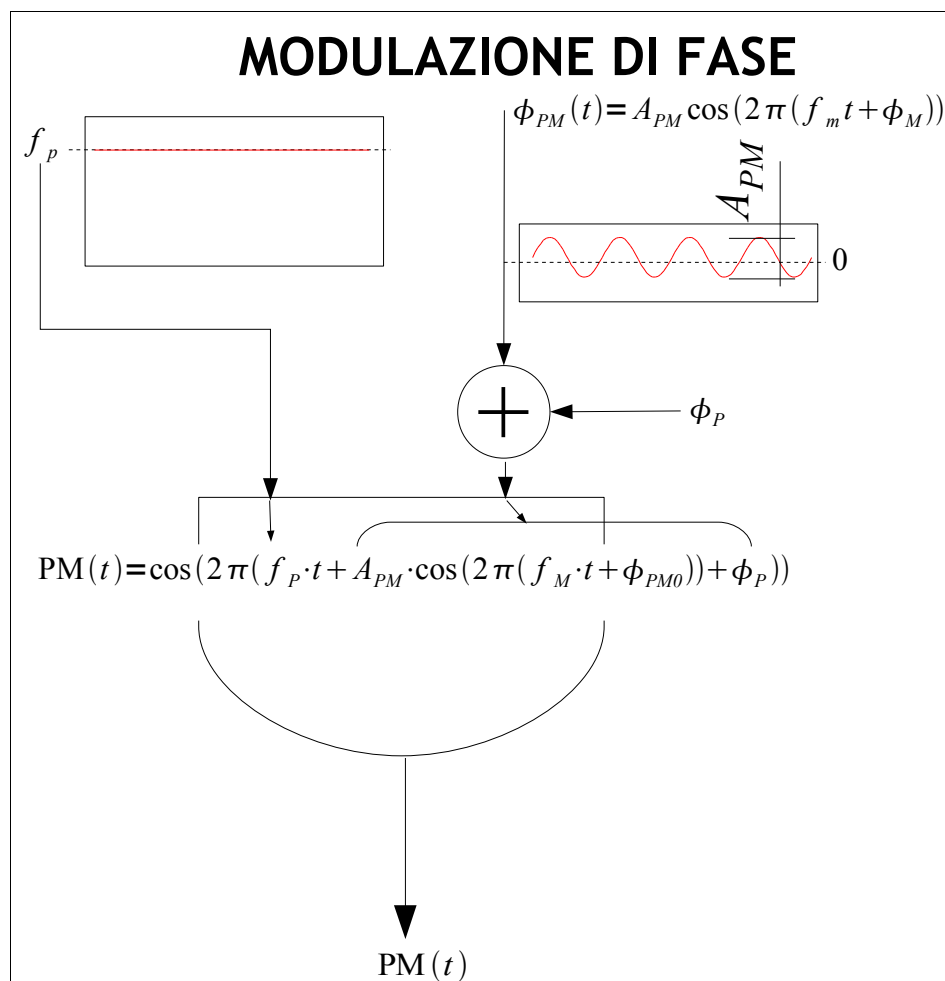 MODULAZIONE DI FASE
ϕ_PM(t)=A_PM cos(2π(f_m t+ϕ_M))
f_p
A_PM
0
ϕ_P
PM(t)=cos(2π(f_P·t+A_PM·cos(2π(f_M·t+ϕ_PM0))+ϕ_P))
PM(t)